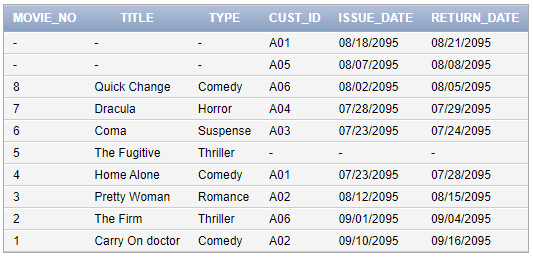 MOVIE_NO TITLE TYPE CUST_ID ISSUE_DATE RETURN_DATE
- - - A01 08/18/2095 08/21/2095
- - - A05 08/07/2095 08/08/2095
8 Quick Change Comedy A06 08/02/2095 08/05/2095
7 Dracula Horror A04 07/28/2095 07/29/2095
6 Coma Suspense A03 07/23/2095 07/24/2095
5 The Fugitive Thriller - - -
4 Home Alone Comedy A01 07/23/2095 07/28/2095
3 Pretty Woman Romance A02 08/12/2095 08/15/2095
2 The Firm Thriller A06 09/01/2095 09/04/2095
1 Carry On doctor Comedy A02 09/10/2095 09/16/2095